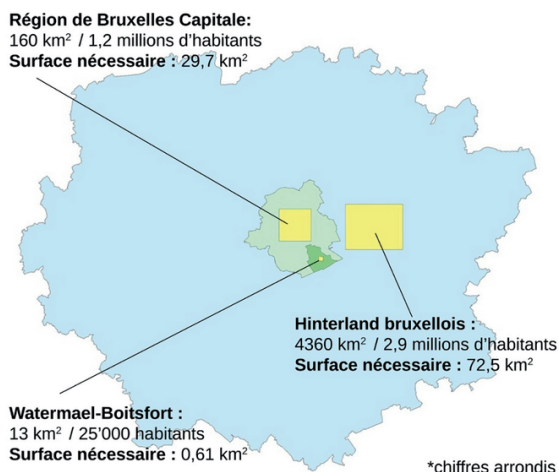 Région de Bruxelles Capitale:
160 km² / 1,2 millions d’habitants
Surface nécessaire : 29,7 km²
Hinterland bruxellois :
4360 km² / 2,9 millions d’habitants
Surface nécessaire : 72,5 km²
Watermael-Boitsfort :
13 km² / 25’000 habitants
Surface nécessaire : 0,61 km²
*chiffres arrondis